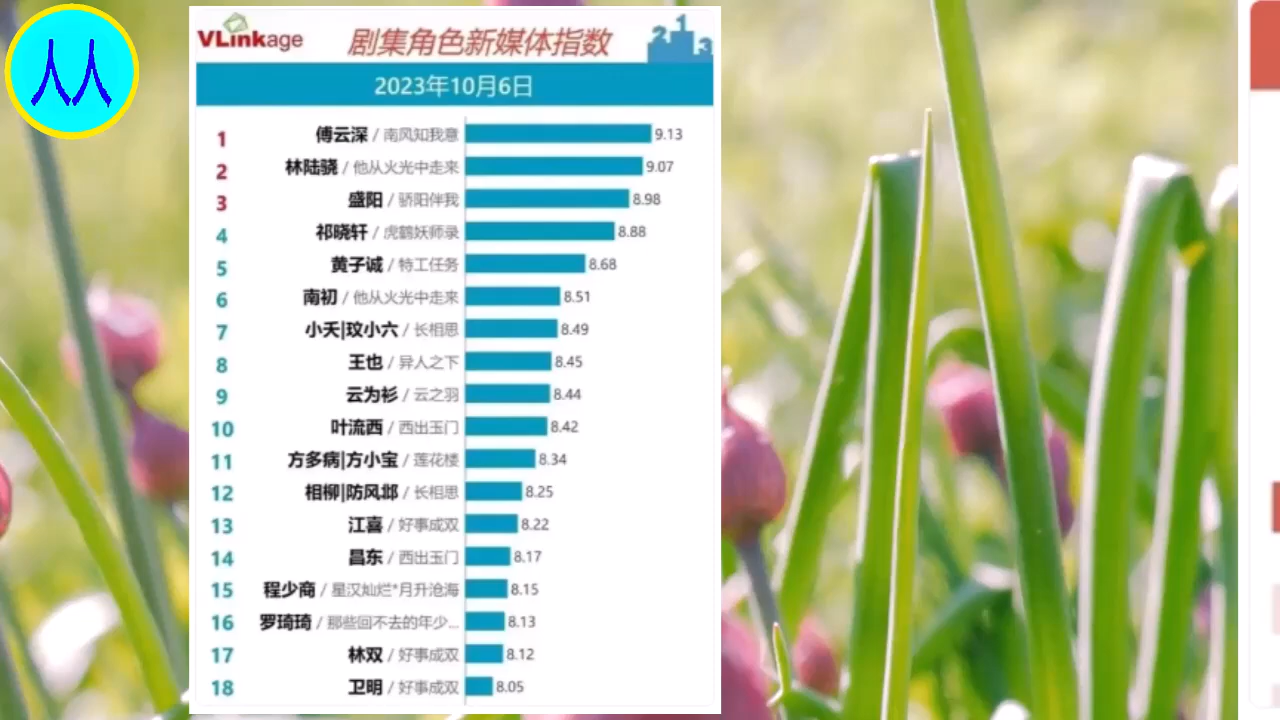 VLinkage
剧集角色新媒体指数
2 1 3
2023年10月6日
1 傅云深 / 南风知我意 9.13
2 林陆骁 / 他从火光中走来 9.07
3 盛阳 / 骄阳伴我 8.98
4 祁晓轩 / 虎鹤妖师录 8.88
5 黄子诚 / 特工任务 8.68
6 南初 / 他从火光中走来 8.51
7 小夭|玟小六 / 长相思 8.49
8 王也 / 异人之下 8.45
9 云为衫 / 云之羽 8.44
10 叶流西 / 西出玉门 8.42
11 方多病|方小宝 / 莲花楼 8.34
12 相柳|防风邶 / 长相思 8.25
13 江喜 / 好事成双 8.22
14 昌东 / 西出玉门 8.17
15 程少商 / 星汉灿烂*月升沧海 8.15
16 罗琦琦 / 那些回不去的年少... 8.13
17 林双 / 好事成双 8.12
18 卫明 / 好事成双 8.05